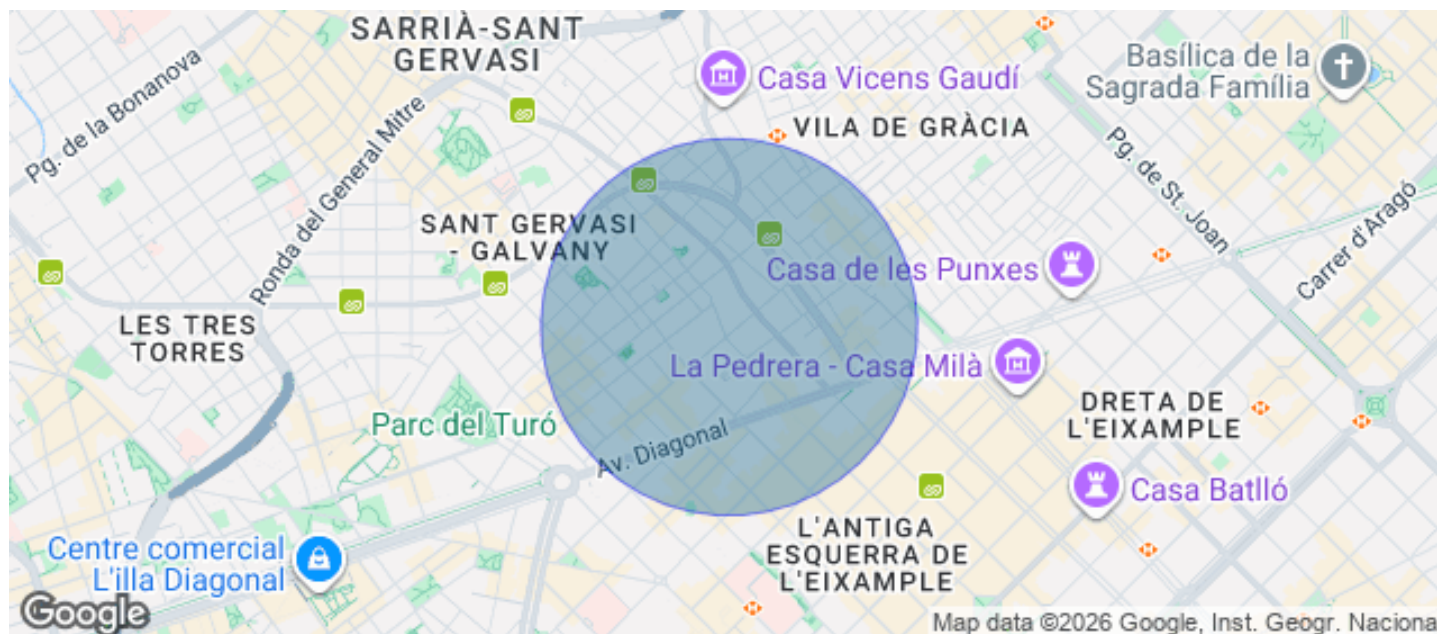 SARRIÀ-SANT
GERVASI
Pg. de la Bonanova
Ronda del General Mitre
Casa Vicens Gaudí
VILA DE GRÀCIA
Basílica de la
Sagrada Família
Pg. de St. Joan
Carrer d'Aragó
SANT GERVASI
- GALVANY
Casa de les Punxes
LES TRES
TORRES
La Pedrera - Casa Milà
Parc del Turó
Av. Diagonal
DRETA DE
L'EIXAMPLE
Casa Batlló
L'ANTIGA
ESQUERRA DE
L'EIXAMPLE
Centre comercial
L'illa Diagonal
Google
Map data ©2026 Google, Inst. Geogr. Naciona